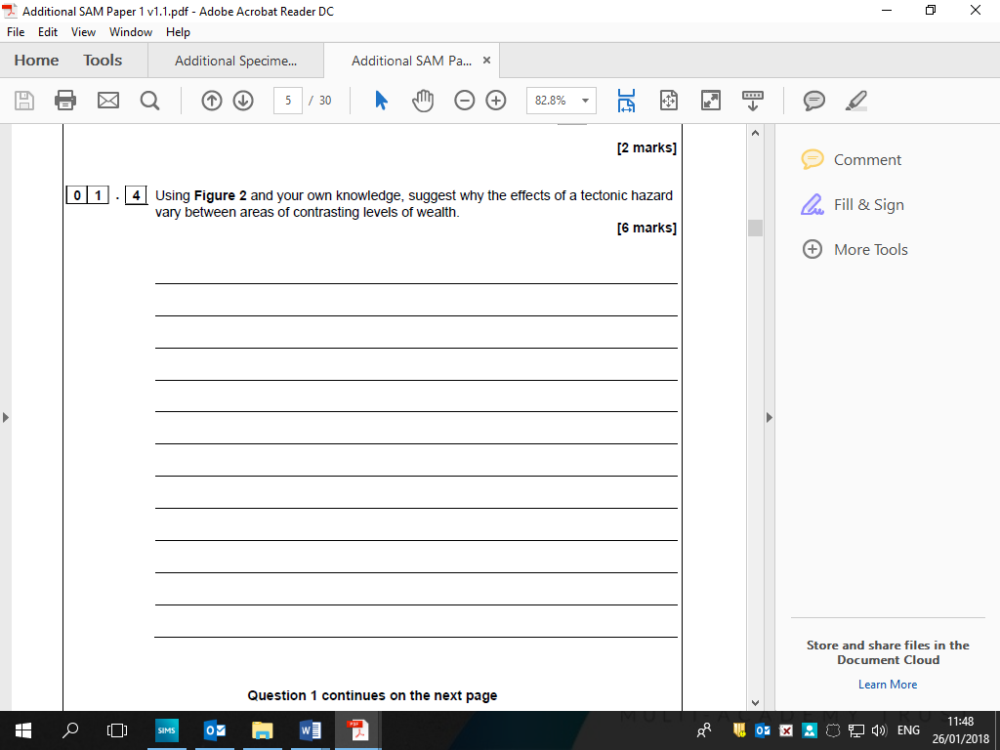 Additional SAM Paper 1 v1.1.pdf - Adobe Acrobat Reader DC
File Edit View Window Help
Home Tools Additional Specime... Additional SAM Pa... ×
5 / 30 82.8%
[2 marks]
0 1 . 4 Using Figure 2 and your own knowledge, suggest why the effects of a tectonic hazard
vary between areas of contrasting levels of wealth.
[6 marks]
Question 1 continues on the next page
Comment
Fill & Sign
More Tools
Store and share files in the
Document Cloud
Learn More
MULTI ACADEMY TRUS
SIMS
ENG
11:48
26/01/2018